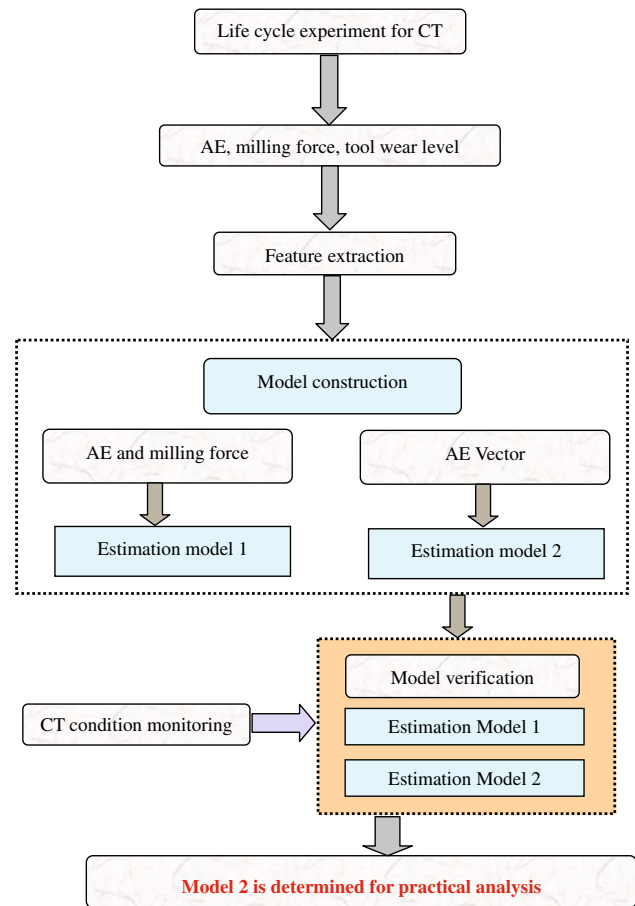 Life cycle experiment for CT
AE, milling force, tool wear level
Feature extraction
Model construction
AE and milling force
AE Vector
Estimation model 1
Estimation model 2
Model verification
CT condition monitoring
Estimation Model 1
Estimation Model 2
Model 2 is determined for practical analysis